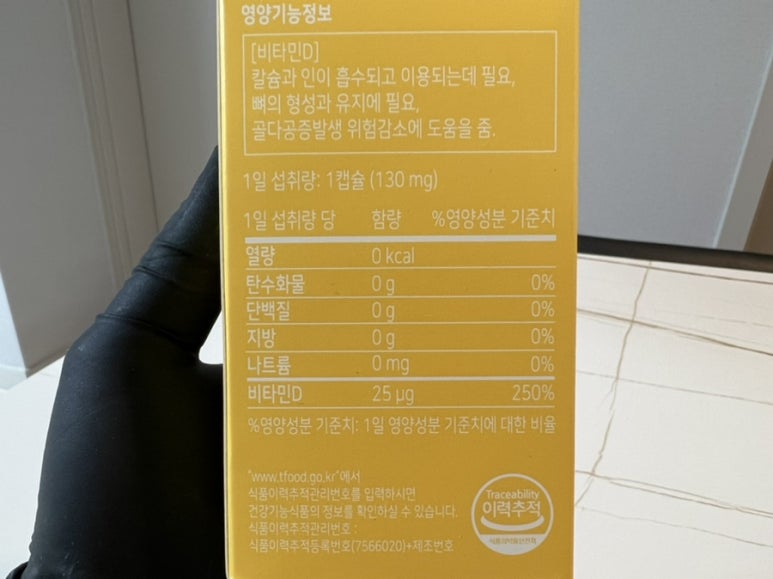 영양기능정보
[비타민D]
칼슘과 인이 흡수되고 이용되는데 필요,
뼈의 형성과 유지에 필요,
골다공증발생 위험감소에 도움을 줌.
1일 섭취량: 1캡슐 (130 mg)
1일 섭취량 당 함량 %영양성분 기준치
열량 0 kcal
탄수화물 0 g 0%
단백질 0 g 0%
지방 0 g 0%
나트륨 0 mg 0%
비타민D 25 µg 250%
%영양성분 기준치: 1일 영양성분 기준치에 대한 비율
"www.tfood.go.kr"에서
식품이력추적관리번호를 입력하시면
건강기능식품의 정보를 확인하실 수 있습니다.
식품이력추적관리번호 :
식품이력추적등록번호(7566020)+제조번호
Traceability
이력추적
식품의약품안전처